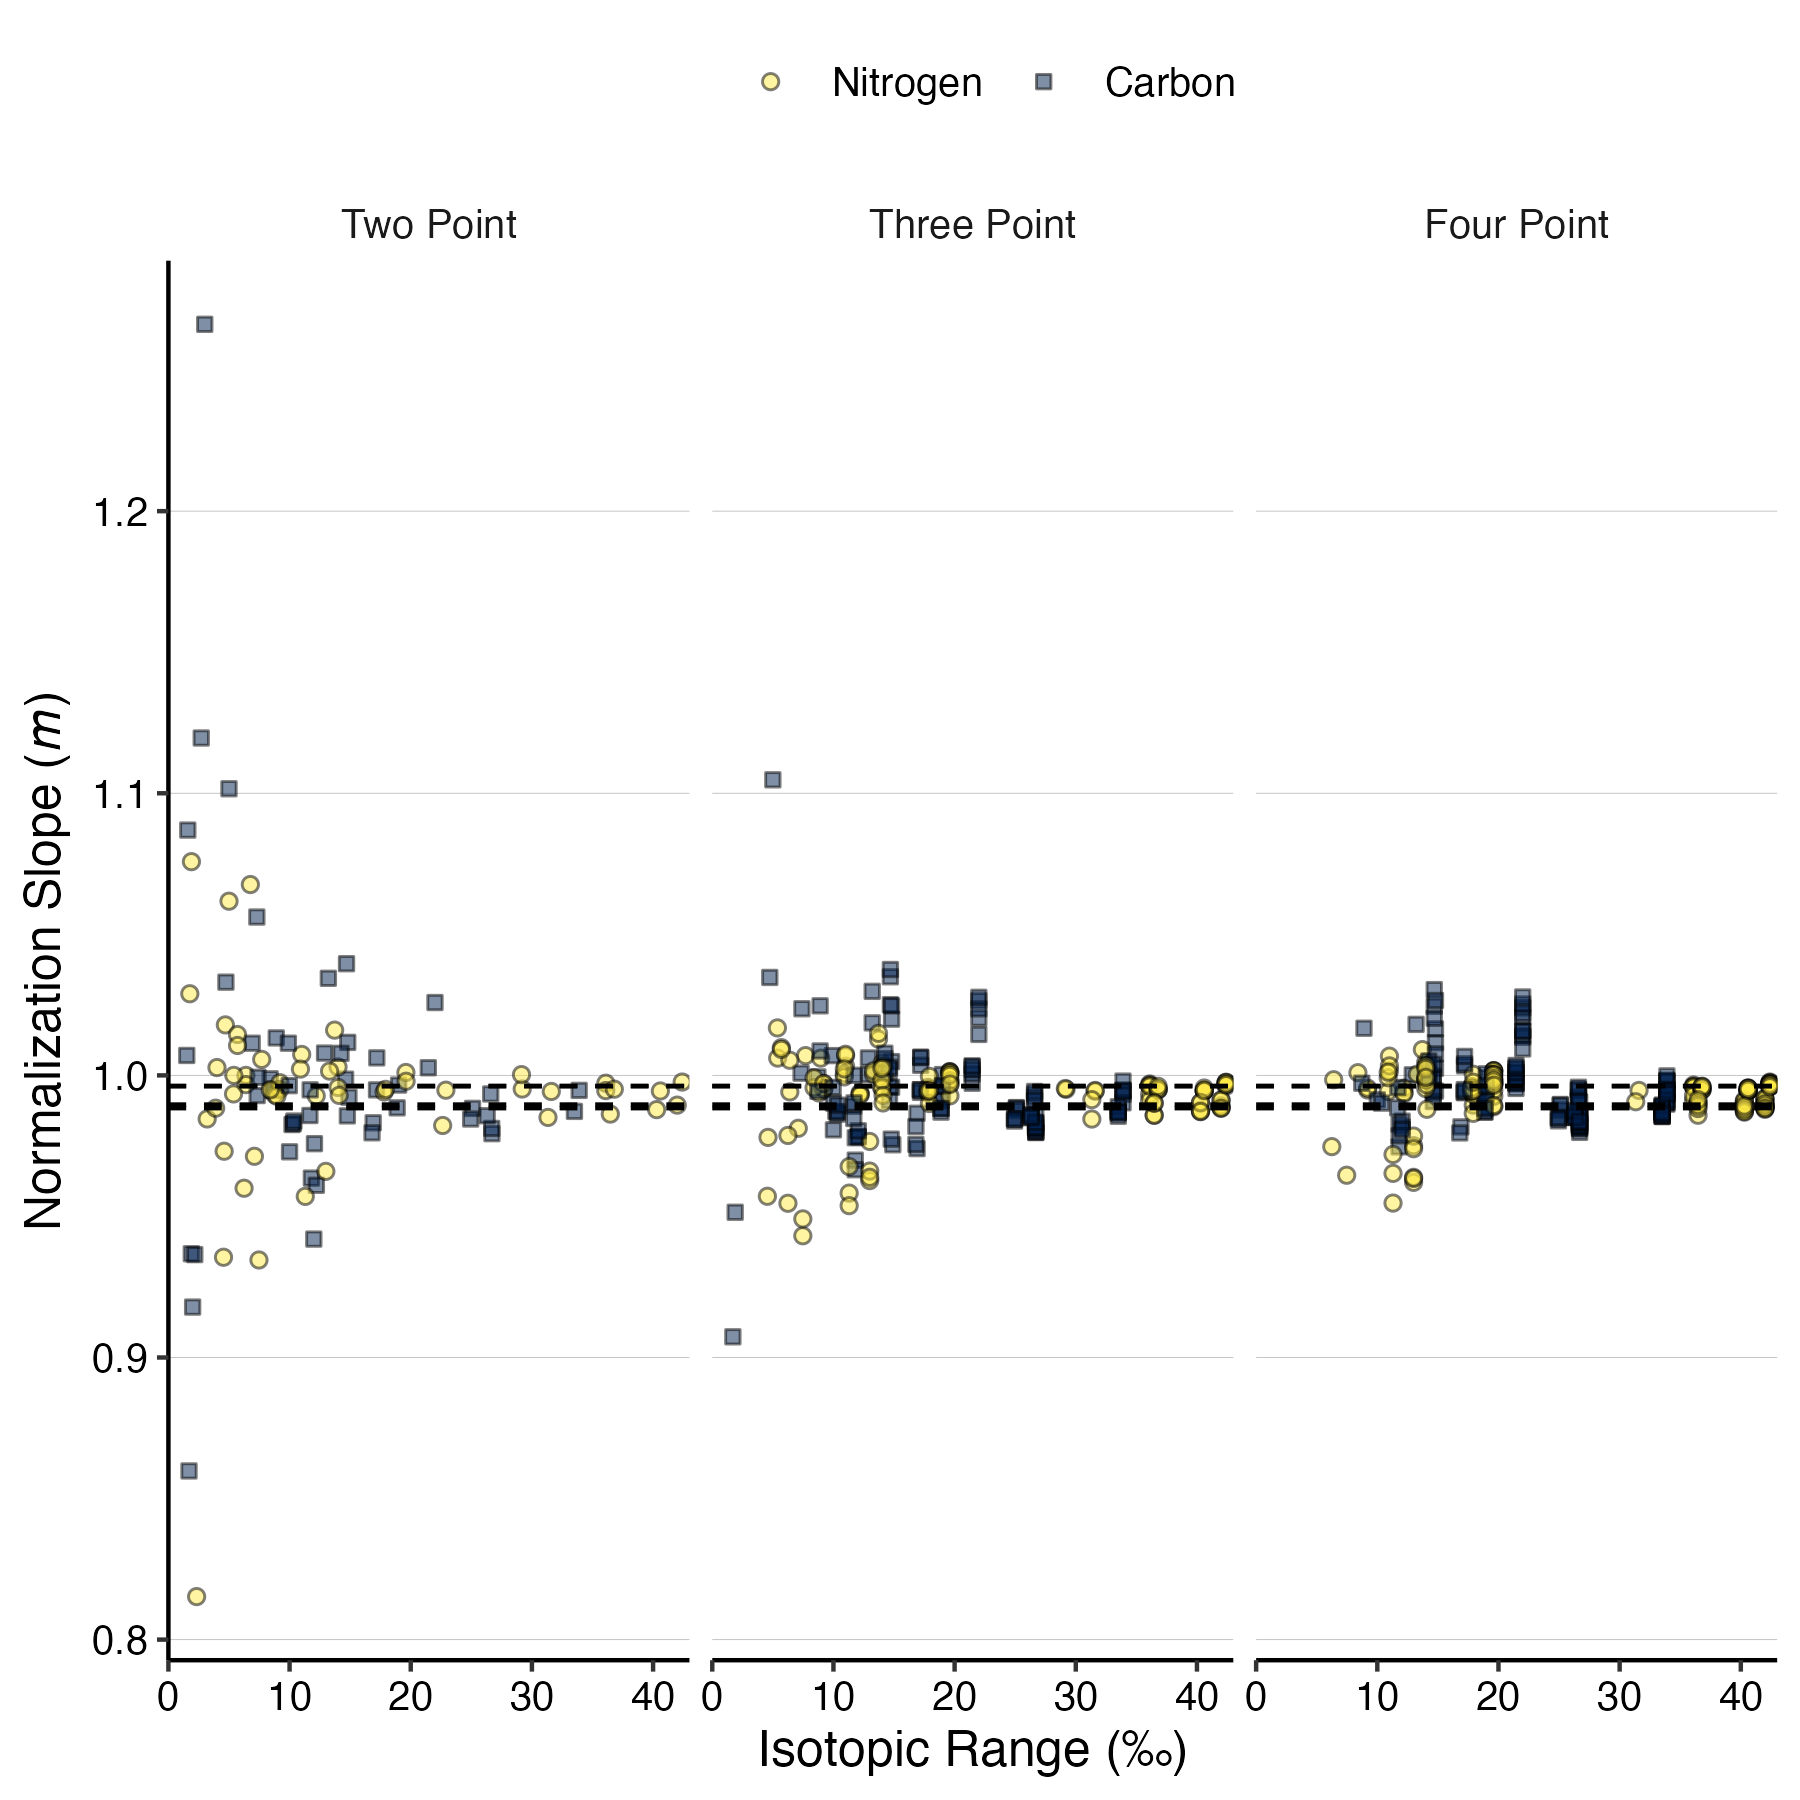 Nitrogen Carbon
Two Point Three Point Four Point
1.2
1.1
1.0
0.9
0.8
Normalization Slope (m)
0 10 20 30 40 0 10 20 30 40 0 10 20 30 40
Isotopic Range (‰)